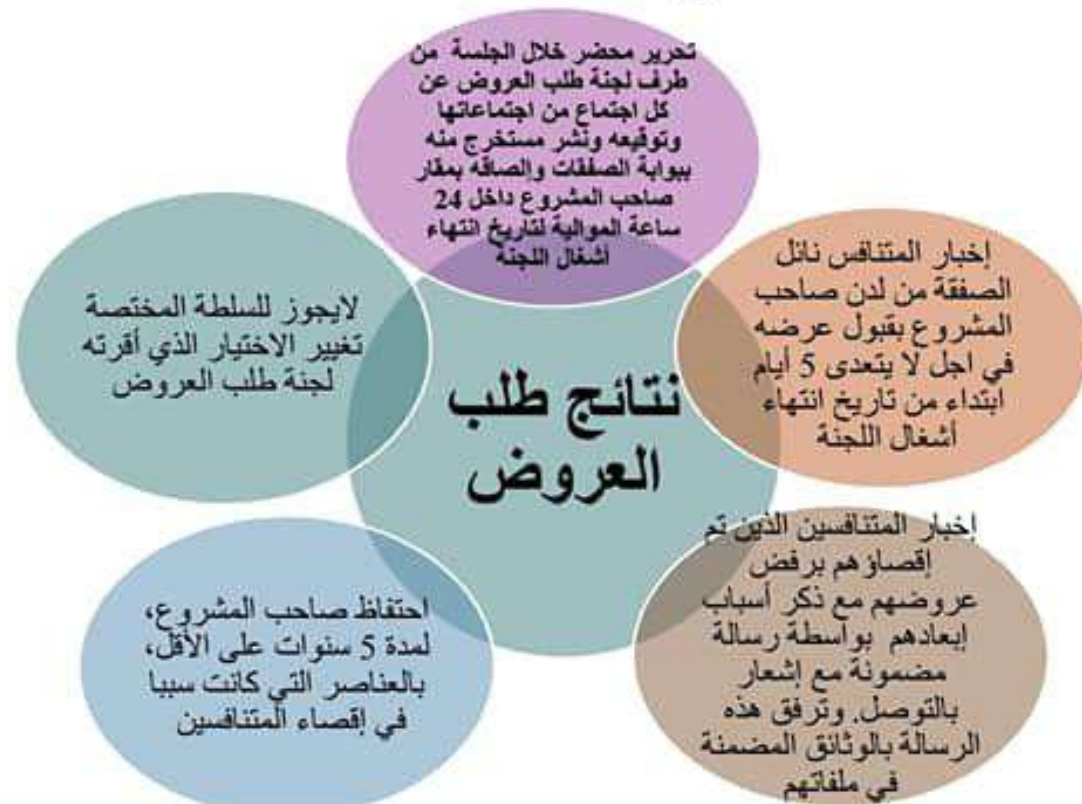 تحرير محضر خلال الجلسة من
طرف لجنة طلب العروض عن
كل اجتماع من اجتماعاتها
وتوقيعه ونشر مستخرج منه
ببوابة الصفقات وإلصاقه بمقار
صاحب المشروع داخل 24
ساعة الموالية لتاريخ انتهاء
أشغال اللجنة
إخبار المتنافس نائل
الصفقة من لدن صاحب
المشروع بقبول عرضه
في اجل لا يتعدى 5 أيام
ابتداء من تاريخ انتهاء
أشغال اللجنة
إخبار المتنافسين الذين تم
إقصاؤهم برفض
عروضهم مع ذكر أسباب
إبعادهم بواسطة رسالة
مضمونة مع إشعار
بالتوصل. وترفق هذه
الرسالة بالوثائق المضمنة
في ملفاتهم
احتفاظ صاحب المشروع،
لمدة 5 سنوات على الأقل،
بالعناصر التي كانت سببا
في إقصاء المتنافسين
لايجوز للسلطة المختصة
تغيير الاختيار الذي أقرته
لجنة طلب العروض
نتائج طلب
العروض